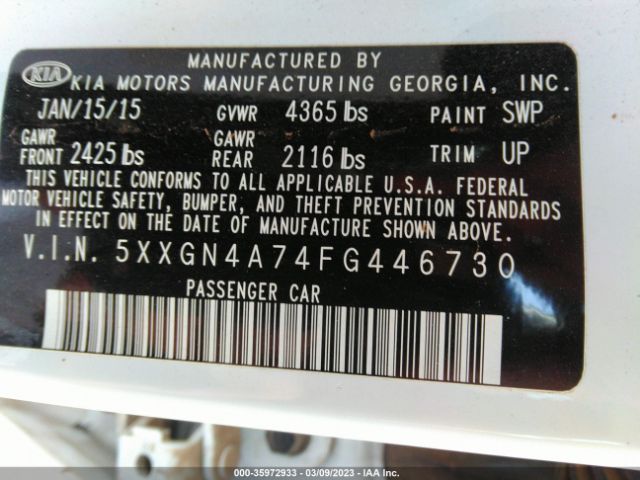 MANUFACTURED BY
KIA KIA MOTORS MANUFACTURING GEORGIA, INC.
JAN/15/15 GVWR 4365 lbs PAINT SWP
GAWR FRONT 2425 lbs GAWR REAR 2116 lbs TRIM UP
THIS VEHICLE CONFORMS TO ALL APPLICABLE U.S.A. FEDERAL
MOTOR VEHICLE SAFETY, BUMPER, AND THEFT PREVENTION STANDARDS
IN EFFECT ON THE DATE OF MANUFACTURE SHOWN ABOVE.
V.I.N. 5XXGN4A74FG446730
PASSENGER CAR
000-35972933 - 03/09/2023 - IAA Inc.